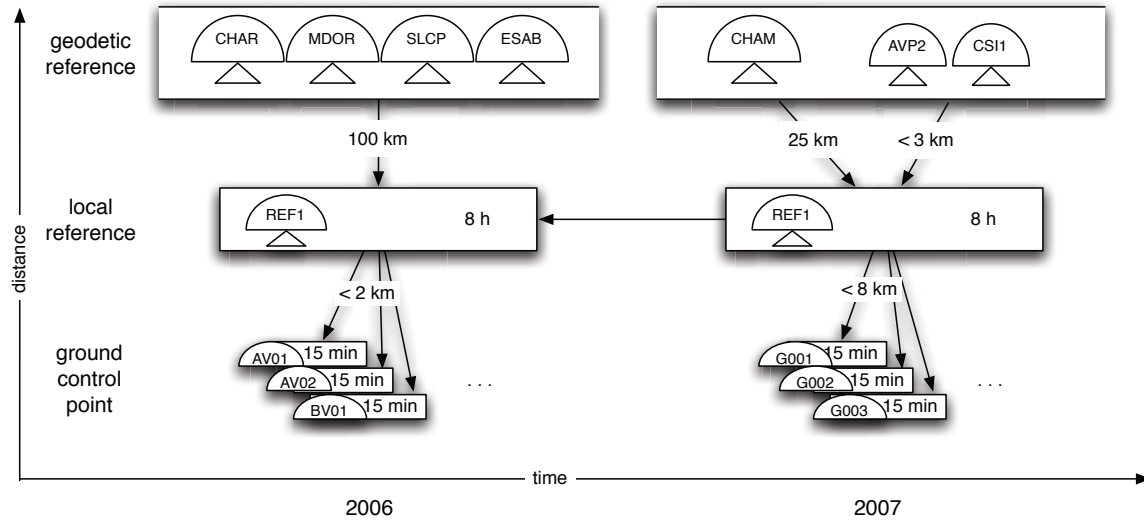 geodetic
reference
CHAR MDOR SLCP ESAB
CHAM AVP2 CSI1
100 km
25 km < 3 km
local
reference
REF1 8 h
REF1 8 h
< 2 km
< 8 km
ground
control
point
AV01 15 min
AV02 15 min
BV01 15 min
. . .
G001 15 min
G002 15 min
G003 15 min
. . .
distance
time
2006
2007